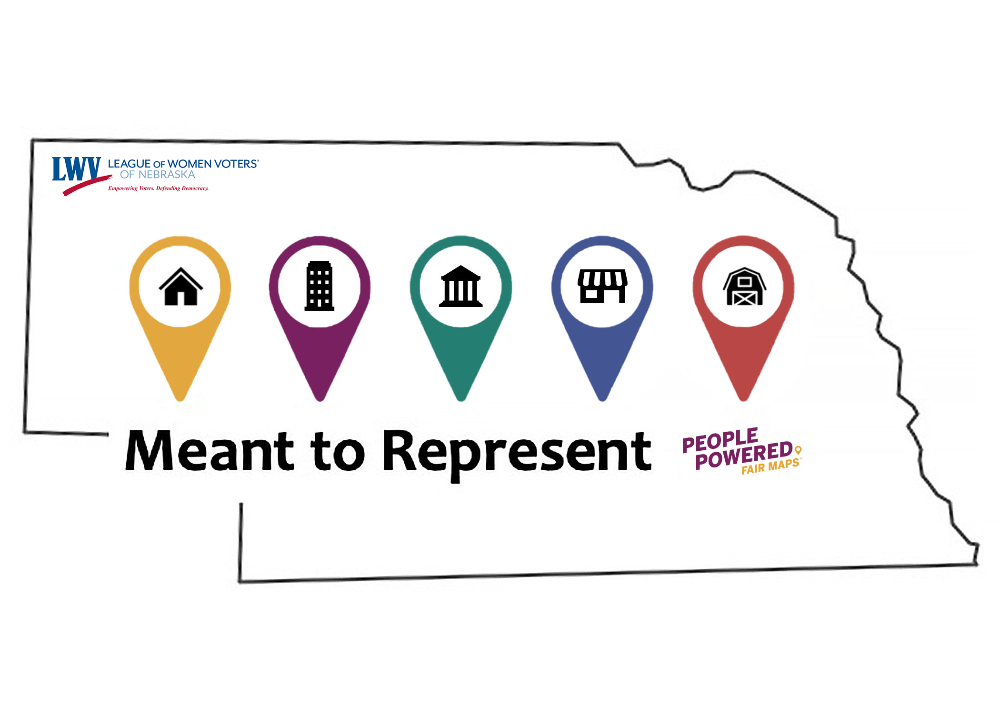 LWV
LEAGUE OF WOMEN VOTERS®
OF NEBRASKA
Empowering Voters. Defending Democracy.
Meant to Represent
PEOPLE
POWERED
FAIR MAPS™